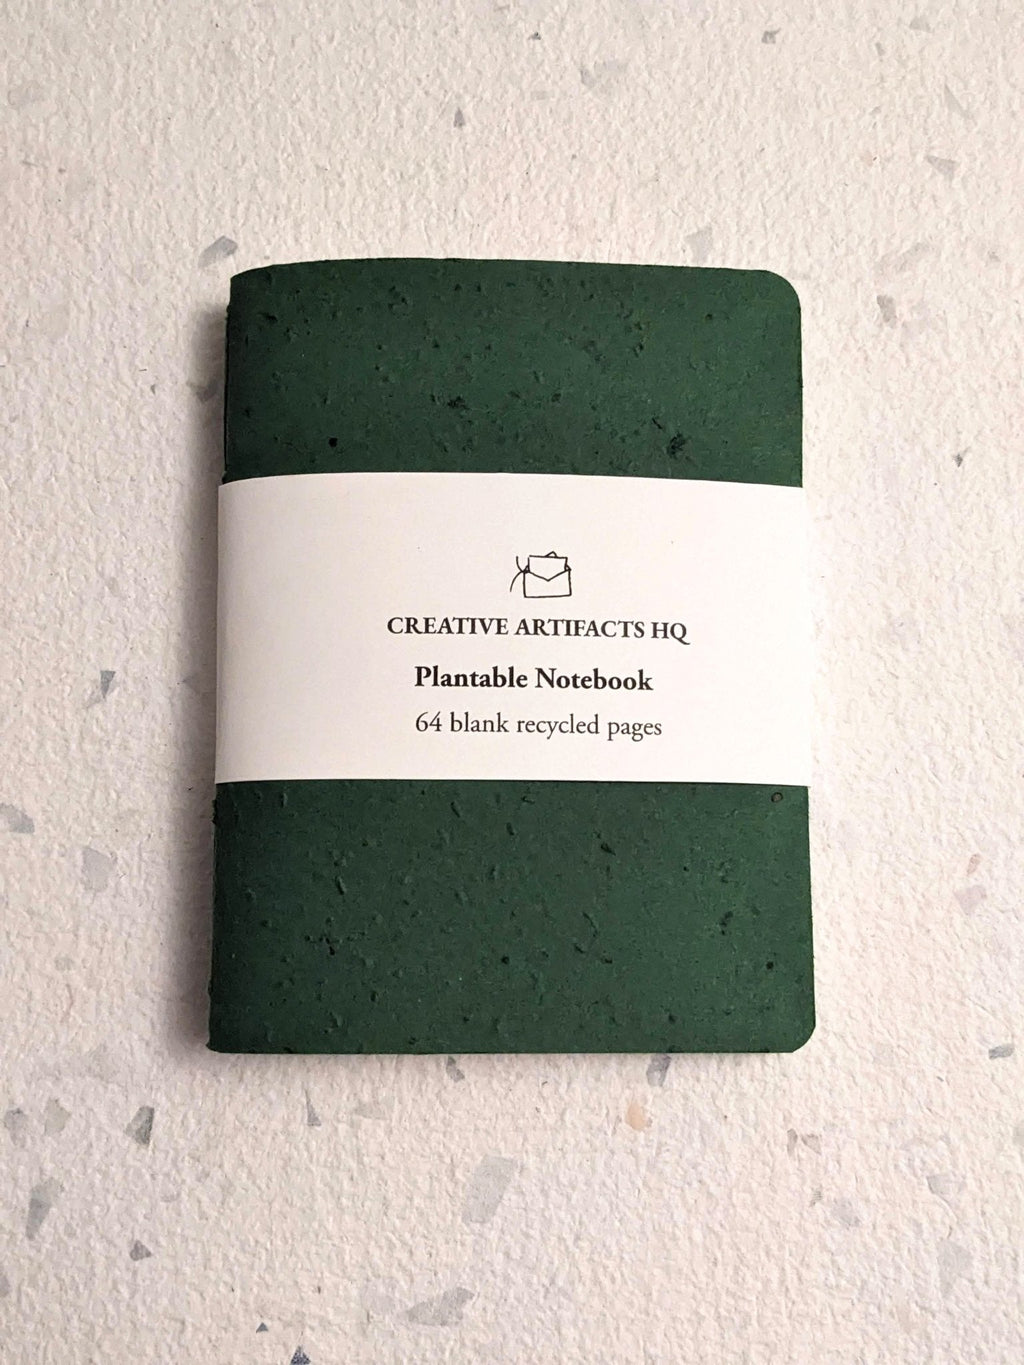 CREATIVE ARTIFACTS HQ
Plantable Notebook
64 blank recycled pages